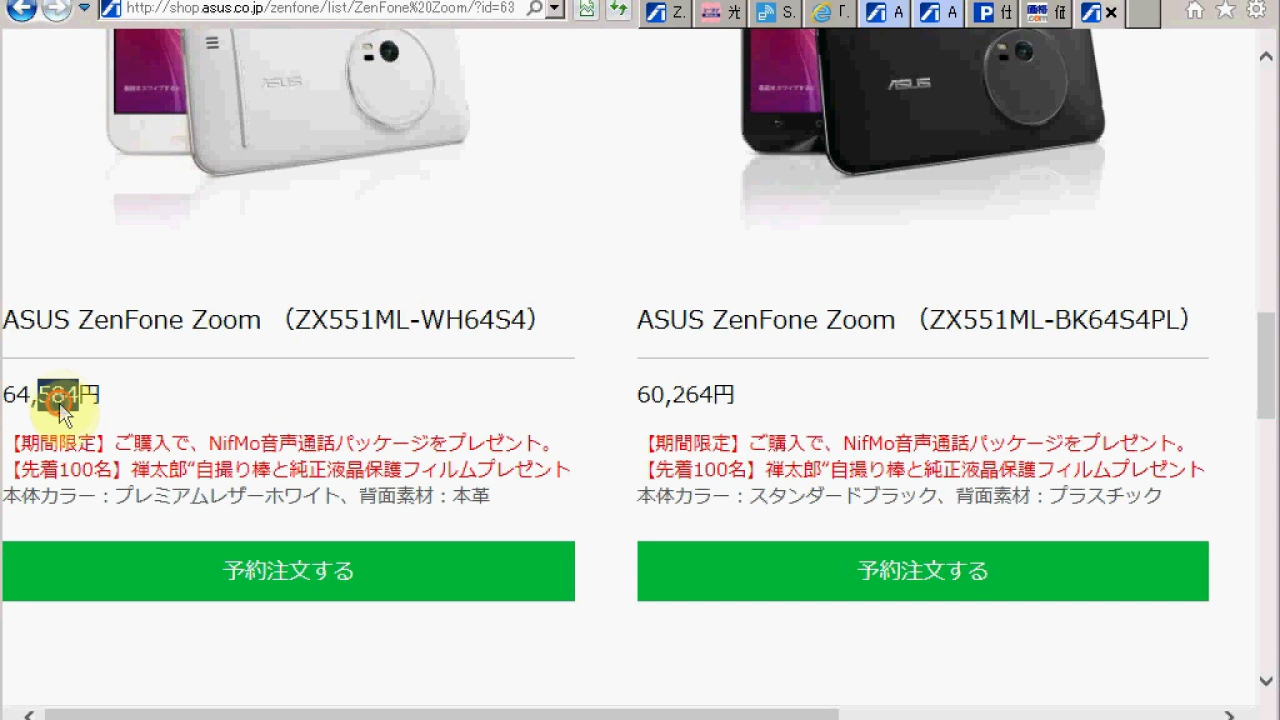 http://shop.asus.co.jp/zenfone/list/ZenFone%20Zoom/?id=63
Z.
光
S.
「.
A
A
仕
価格.com
ASUS
ASUS
ASUS ZenFone Zoom （ZX551ML-WH64S4）
ASUS ZenFone Zoom （ZX551ML-BK64S4PL）
64,584円
60,264円
【期間限定】ご購入で、NifMo音声通話パッケージをプレゼント。
【先着100名】禅太郎“自撮り棒と純正液晶保護フィルムプレゼント
本体カラー：プレミアムレザーホワイト、背面素材：本革
【期間限定】ご購入で、NifMo音声通話パッケージをプレゼント。
【先着100名】禅太郎“自撮り棒と純正液晶保護フィルムプレゼント
本体カラー：スタンダードブラック、背面素材：プラスチック
予約注文する
予約注文する